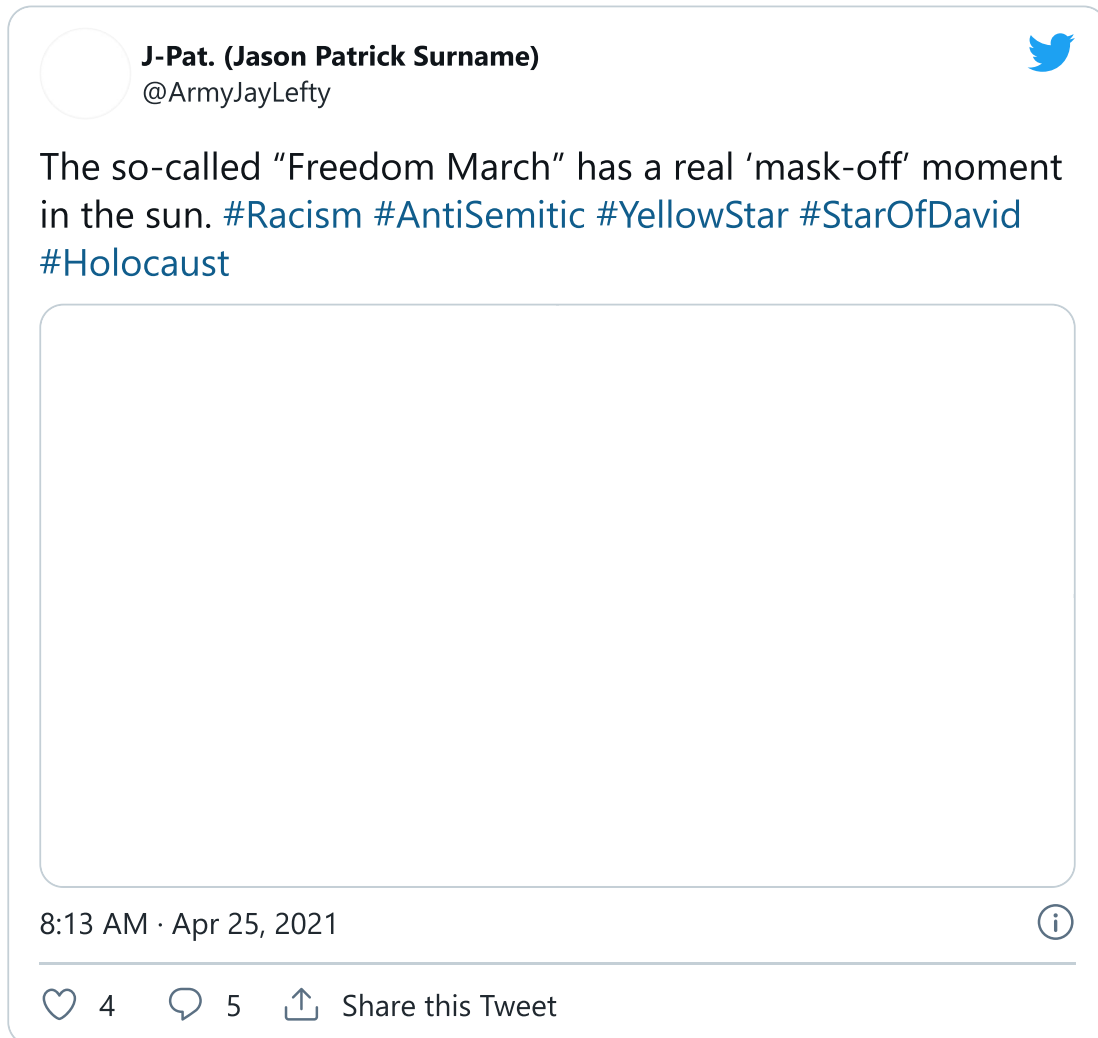 J-Pat. (Jason Patrick Surname)
@ArmyJayLefty
The so-called “Freedom March” has a real ‘mask-off’ moment
in the sun. #Racism #AntiSemitic #YellowStar #StarOfDavid
#Holocaust
8:13 AM · Apr 25, 2021
4 5 Share this Tweet